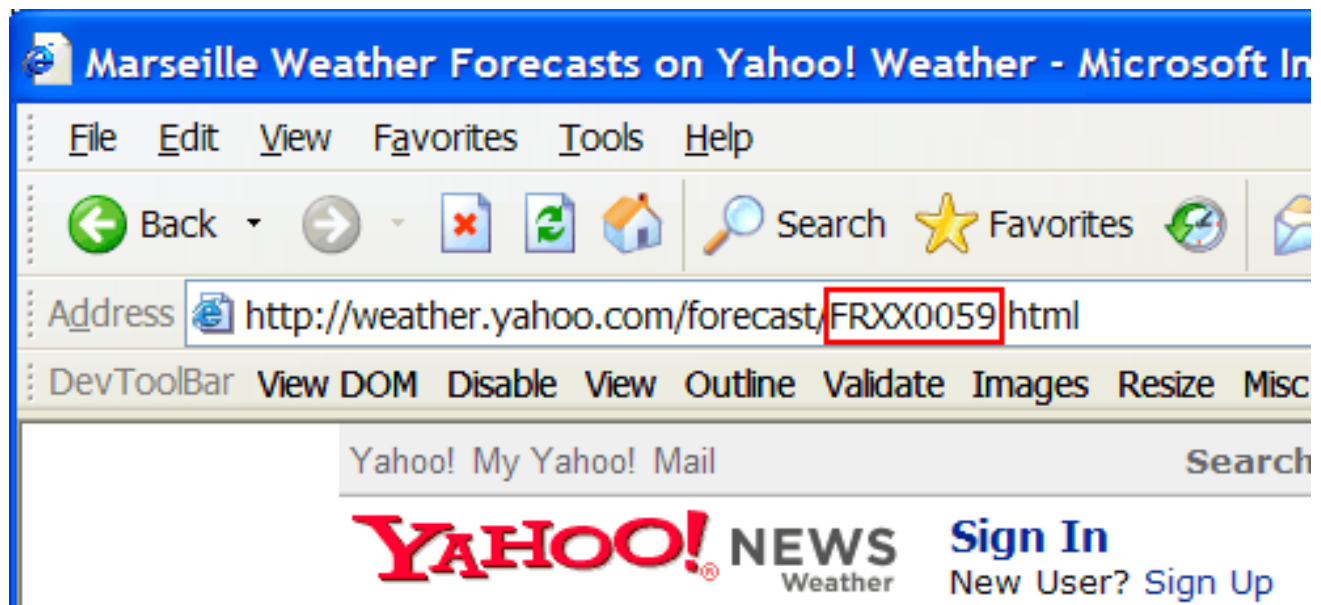 Marseille Weather Forecasts on Yahoo! Weather - Microsoft In
File Edit View Favorites Tools Help
Back Search Favorites
Address http://weather.yahoo.com/forecast/FRXX0059.html
DevToolBar View DOM Disable View Outline Validate Images Resize Misc
Yahoo! My Yahoo! Mail Search
YAHOO! NEWS Sign In
Weather New User? Sign Up